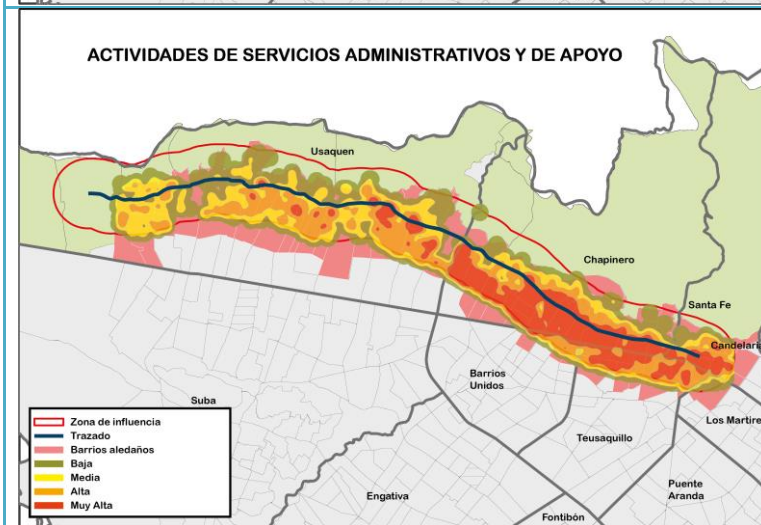 ACTIVIDADES DE SERVICIOS ADMINISTRATIVOS Y DE APOYO
Usaquen
Chapinero
Santa Fe
Candelaria
Barrios
Unidos
Suba
Los Martire
Teusaquillo
Puente
Aranda
Engativa
Fontibón
Zona de influencia
Trazado
Barrios aledaños
Baja
Media
Alta
Muy Alta